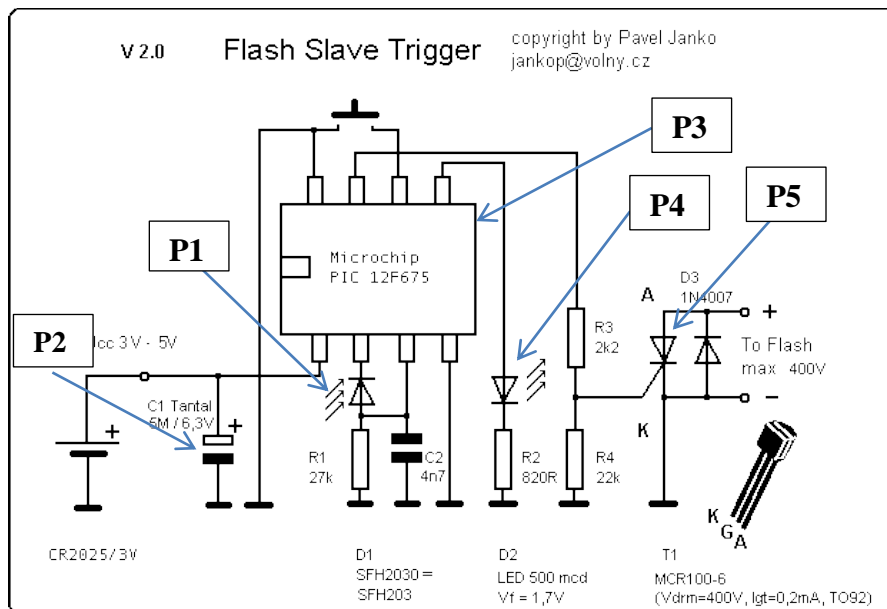 V 2.0
Flash Slave Trigger
copyright by Pavel Janko
jankop@volny.cz
P3
P4
P5
P1
P2
Microchip
PIC 12F675
D3
1N4007
A
+
To Flash
max 400V
-
K
R3
2k2
cc 3V - 5V
C1 Tantal
5M / 6,3V
+
+
R1
27k
C2
4n7
R2
820R
R4
22k
K
G
A
CR2025/3V
D1
SFH2030 =
SFH203
D2
LED 500 mcd
Vf = 1,7V
T1
MCR100-6
(Vdrm=400V, Igt=0,2mA, TO92)